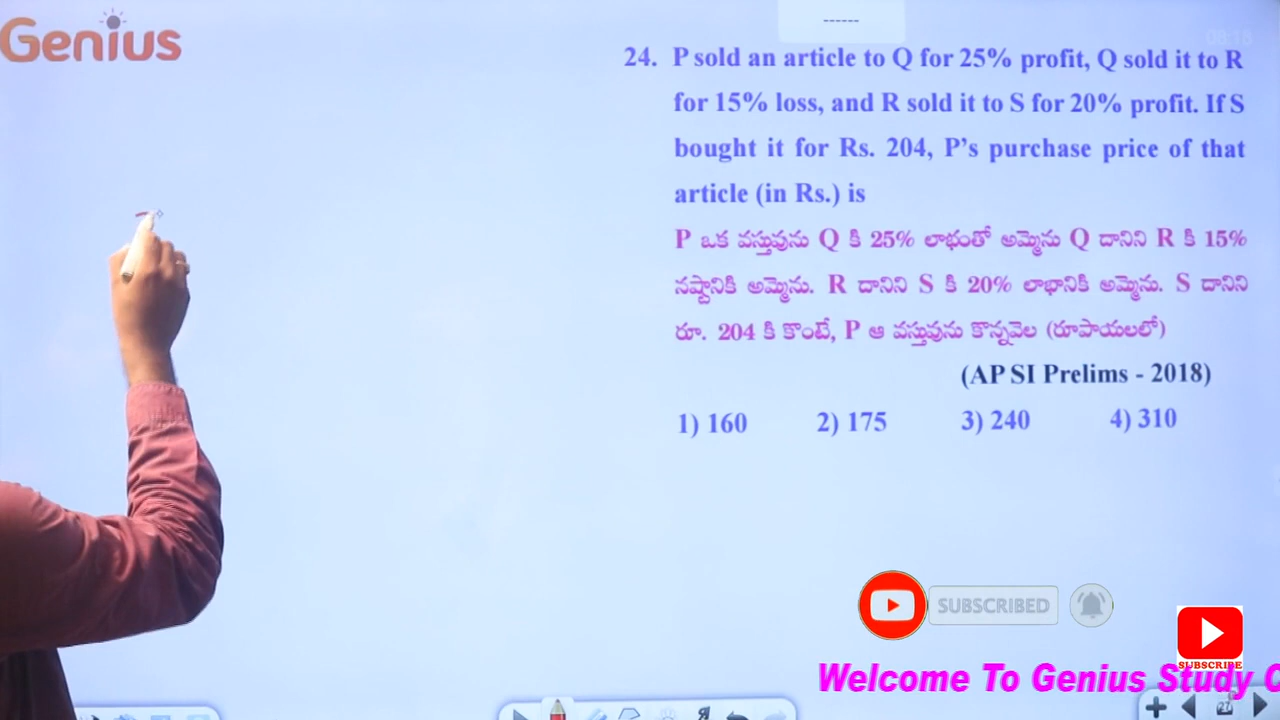 Genius
------
08:18
24. P sold an article to Q for 25% profit, Q sold it to R
for 15% loss, and R sold it to S for 20% profit. If S
bought it for Rs. 204, P's purchase price of that
article (in Rs.) is
P ఒక వస్తువును Q కి 25% లాభంతో అమ్మెను Q దానిని R కి 15%
నష్టానికి అమ్మెను. R దానిని S కి 20% లాభానికి అమ్మెను. S దానిని
రూ. 204 కి కొంటే, P ఆ వస్తువును కొన్నవెల (రూపాయలలో)
(AP SI Prelims - 2018)
1) 160 2) 175 3) 240 4) 310
SUBSCRIBED
SUBSCRIBE
Welcome To Genius Study C
27